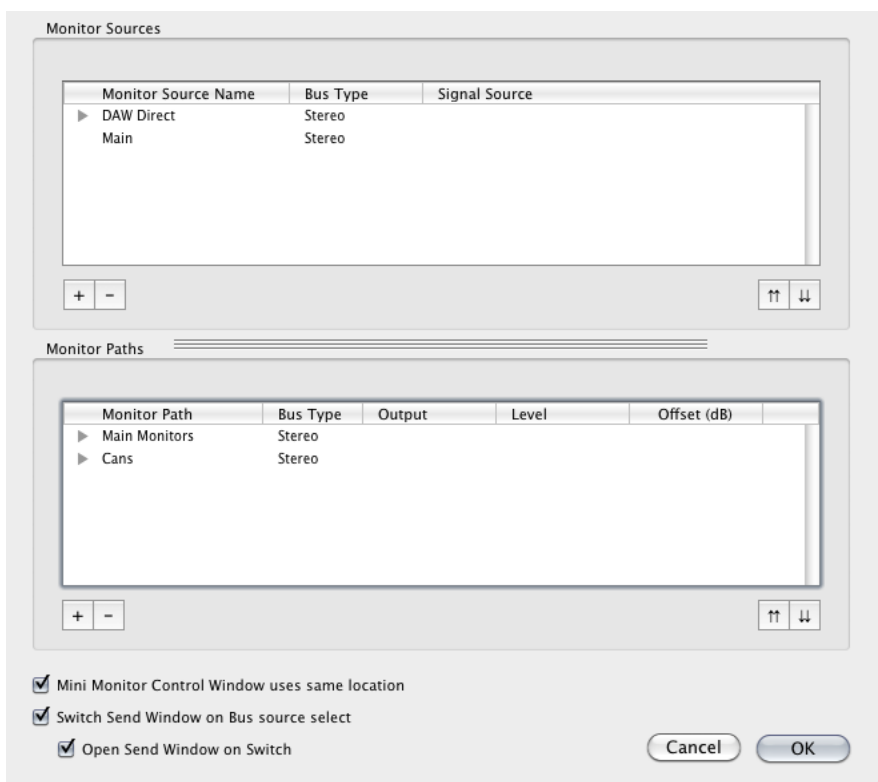 Monitor Sources
Monitor Source Name Bus Type Signal Source
DAW Direct Stereo
Main Stereo
+ -
⇈ ⇊
Monitor Paths
Monitor Path Bus Type Output Level Offset (dB)
Main Monitors Stereo
Cans Stereo
+ -
⇈ ⇊
Mini Monitor Control Window uses same location
Switch Send Window on Bus source select
Open Send Window on Switch
Cancel OK